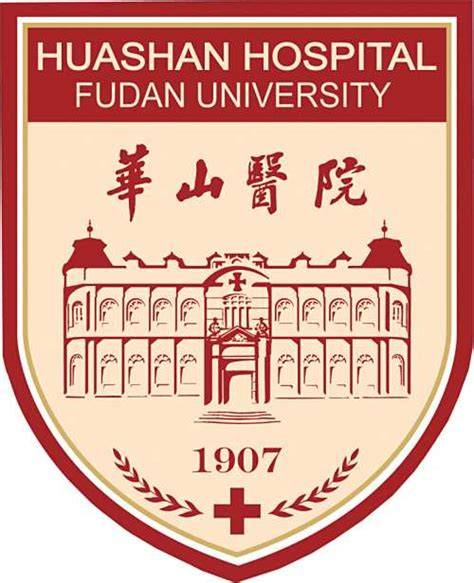 HUASHAN HOSPITAL
FUDAN UNIVERSITY
華山醫院
1907